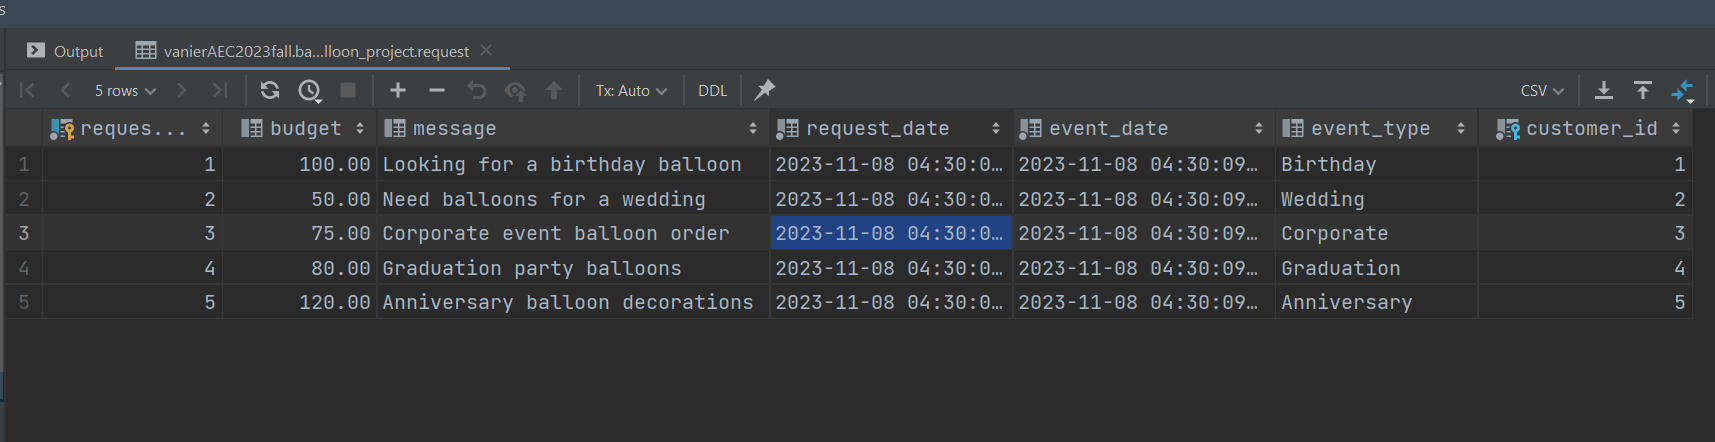 s
Output vanierAEC2023fall.ba...lloon_project.request
5 rows Tx: Auto DDL CSV
reques... budget message request_date event_date event_type customer_id
1 1 100.00 Looking for a birthday balloon 2023-11-08 04:30:0... 2023-11-08 04:30:09... Birthday 1
2 2 50.00 Need balloons for a wedding 2023-11-08 04:30:0... 2023-11-08 04:30:09... Wedding 2
3 3 75.00 Corporate event balloon order 2023-11-08 04:30:0... 2023-11-08 04:30:09... Corporate 3
4 4 80.00 Graduation party balloons 2023-11-08 04:30:0... 2023-11-08 04:30:09... Graduation 4
5 5 120.00 Anniversary balloon decorations 2023-11-08 04:30:0... 2023-11-08 04:30:09... Anniversary 5